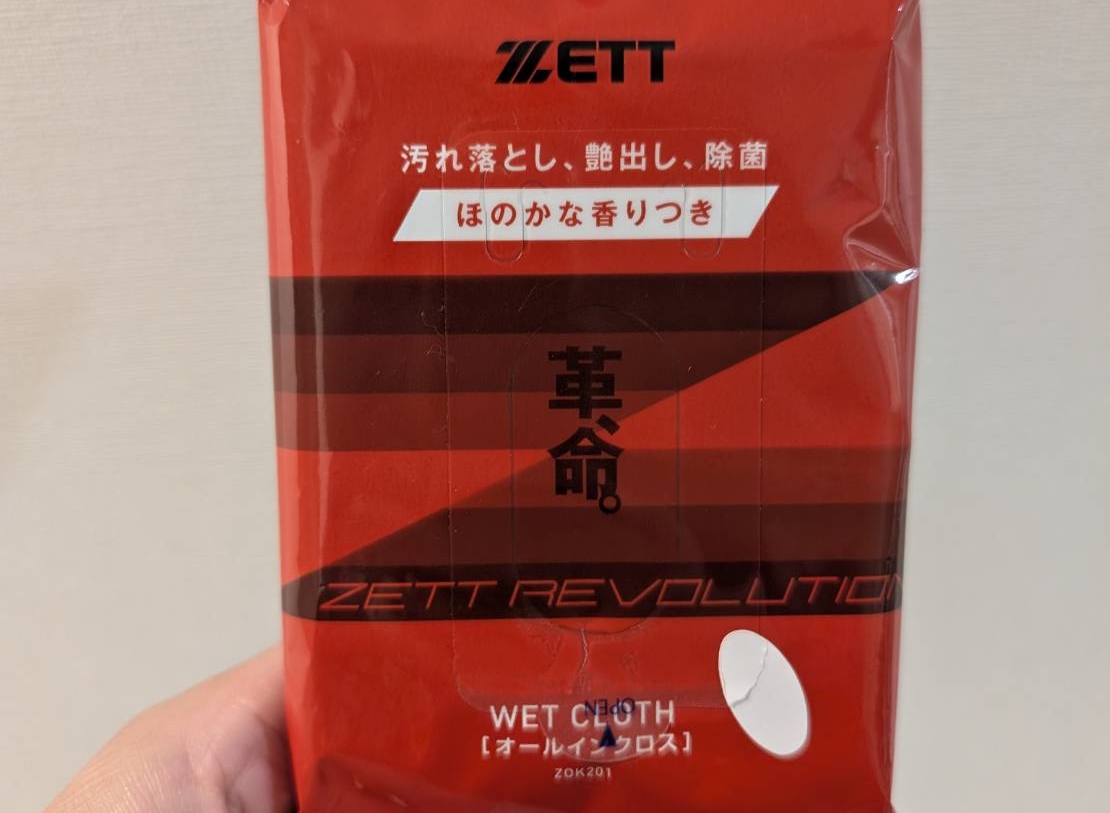 ZETT
汚れ落とし、艶出し、除菌
ほのかな香りつき
革、命。
ZETT REVOLUTION
WET CLOTH
OPEN
[オールインクロス]
ZOK201